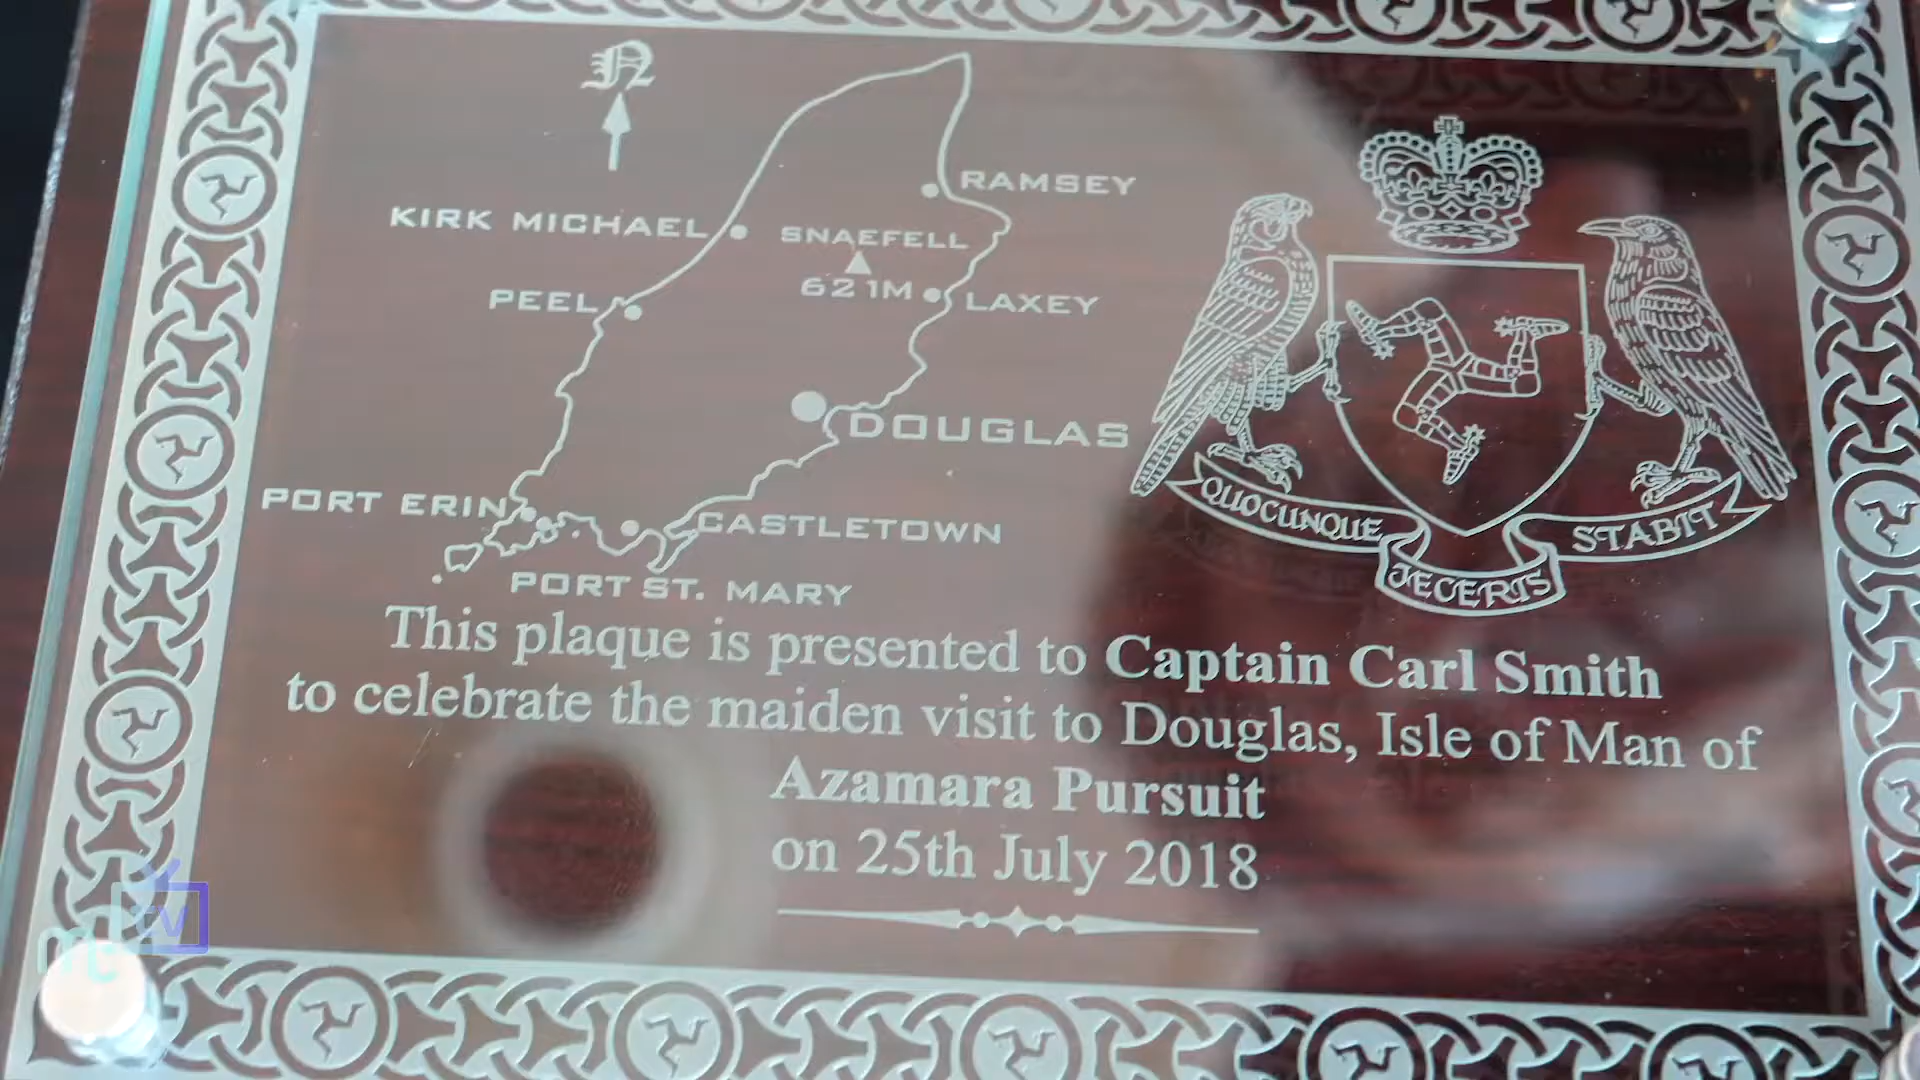 N
RAMSEY
KIRK MICHAEL
SNAEFELL
621M
PEEL
LAXEY
DOUGLAS
PORT ERIN
CASTLETOWN
PORT ST. MARY
QUOCUNQUE
JECERIS
STABIT
This plaque is presented to Captain Carl Smith
to celebrate the maiden visit to Douglas, Isle of Man of
Azamara Pursuit
on 25th July 2018
TV